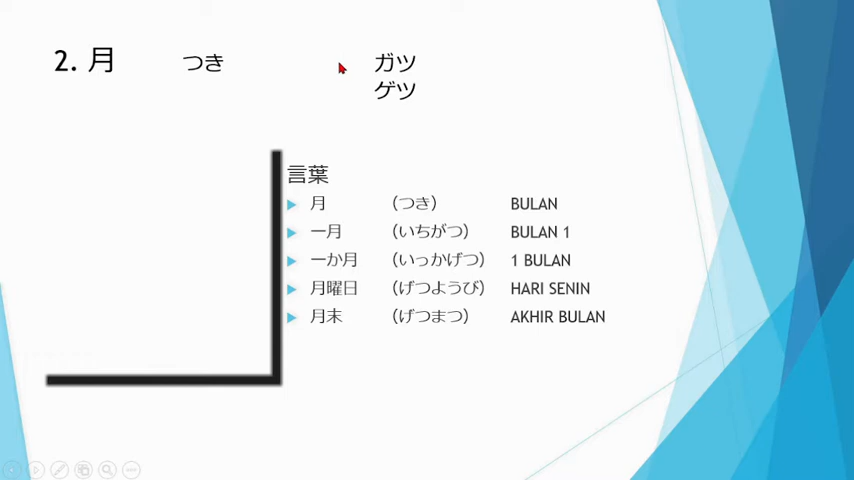 2. 月 つき ガツ
ゲツ
言葉
月 （つき） BULAN
一月 （いちがつ） BULAN 1
一か月 （いっかげつ） 1 BULAN
月曜日 （げつようび） HARI SENIN
月末 （げつまつ） AKHIR BULAN